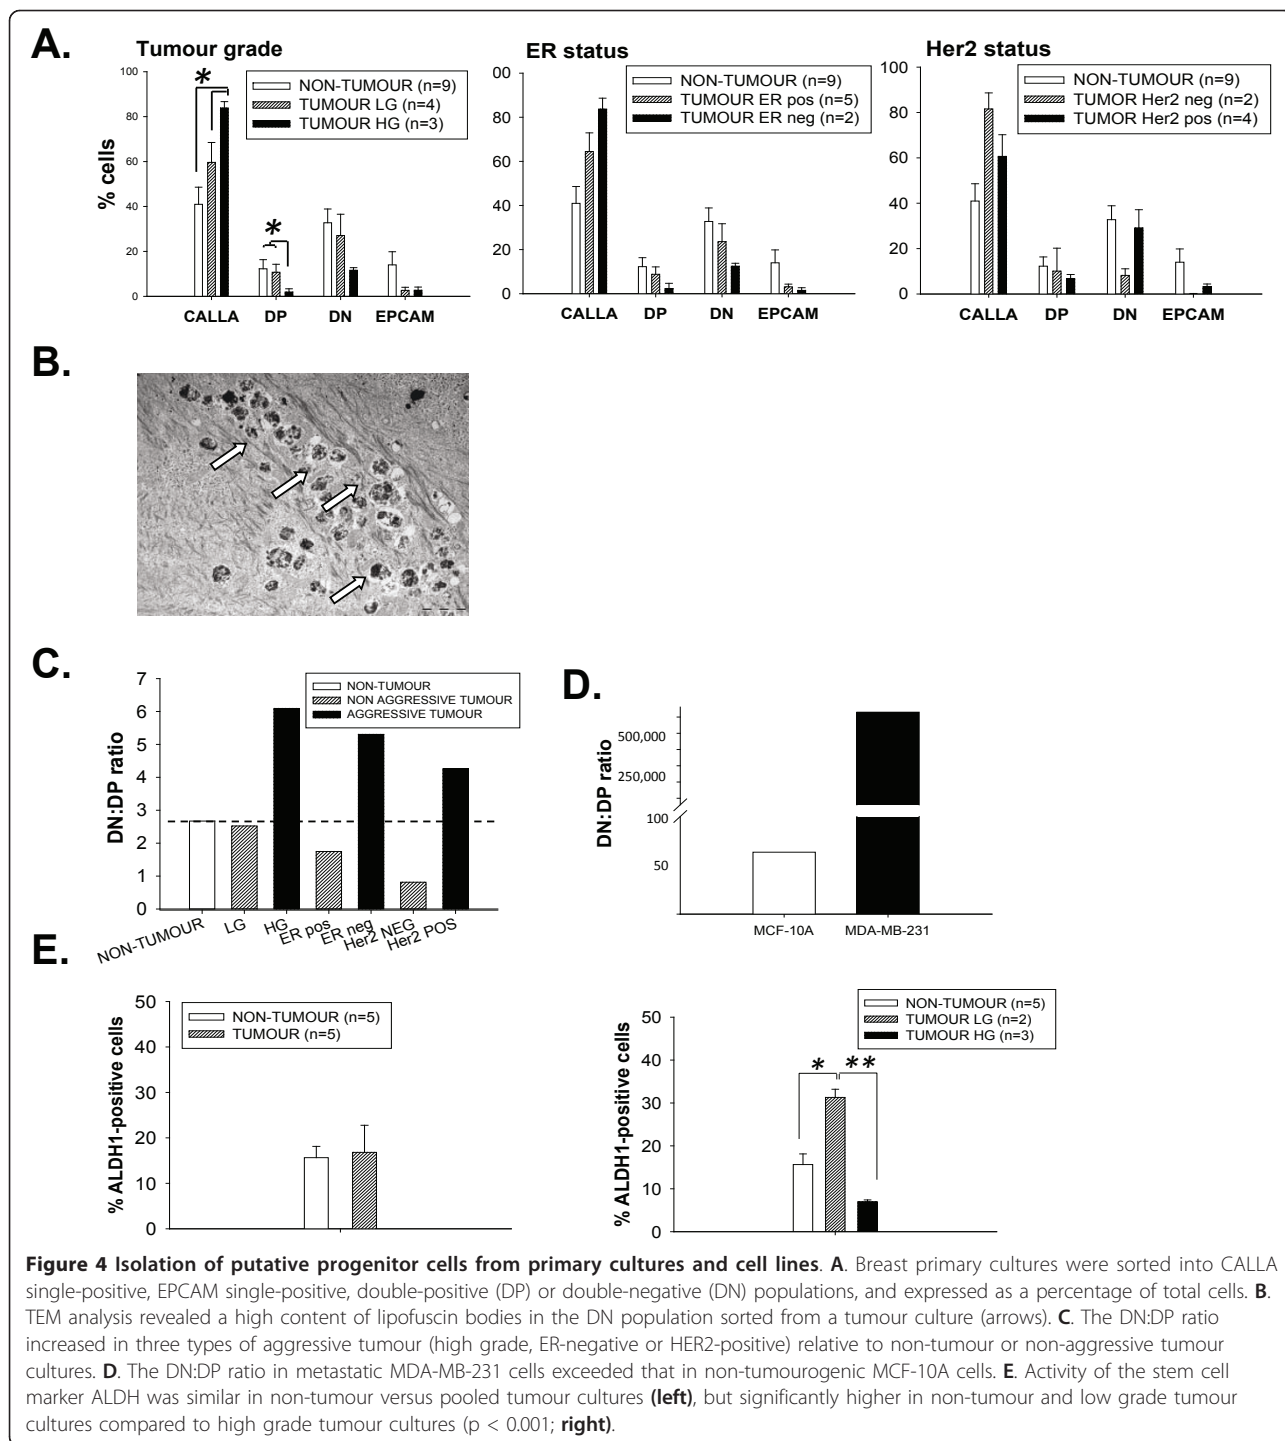 A.
Tumour grade
% cells
100
80
60
40
20
0
*
*
NON-TUMOUR (n=9)
TUMOUR LG (n=4)
TUMOUR HG (n=3)
CALLA DP DN EPCAM
ER status
00
80
60
40
20
0
NON-TUMOUR (n=9)
TUMOUR ER pos (n=5)
TUMOUR ER neg (n=2)
CALLA DP DN EPCAM
Her2 status
100
80
60
40
20
0
NON-TUMOUR (n=9)
TUMOR Her2 neg (n=2)
TUMOR Her2 pos (n=4)
CALLA DP DN EPCAM
B.
C.
DN:DP ratio
7
6
5
4
3
2
1
0
NON-TUMOUR
NON AGGRESSIVE TUMOUR
AGGRESSIVE TUMOUR
NON-TUMOUR LG HG ER pos ER neg Her2 NEG Her2 POS
D.
DN:DP ratio
500,000
250,000
100
50
MCF-10A MDA-MB-231
E.
% ALDH1-positive cells
50
40
30
20
10
0
NON-TUMOUR (n=5)
TUMOUR (n=5)
% ALDH1-positive cells
50
40
30
20
10
0
NON-TUMOUR (n=5)
TUMOUR LG (n=2)
TUMOUR HG (n=3)
* **
Figure 4 Isolation of putative progenitor cells from primary cultures and cell lines. A. Breast primary cultures were sorted into CALLA
single-positive, EPCAM single-positive, double-positive (DP) or double-negative (DN) populations, and expressed as a percentage of total cells. B.
TEM analysis revealed a high content of lipofuscin bodies in the DN population sorted from a tumour culture (arrows). C. The DN:DP ratio
increased in three types of aggressive tumour (high grade, ER-negative or HER2-positive) relative to non-tumour or non-aggressive tumour
cultures. D. The DN:DP ratio in metastatic MDA-MB-231 cells exceeded that in non-tumourogenic MCF-10A cells. E. Activity of the stem cell
marker ALDH was similar in non-tumour versus pooled tumour cultures (left), but significantly higher in non-tumour and low grade tumour
cultures compared to high grade tumour cultures (p < 0.001; right).